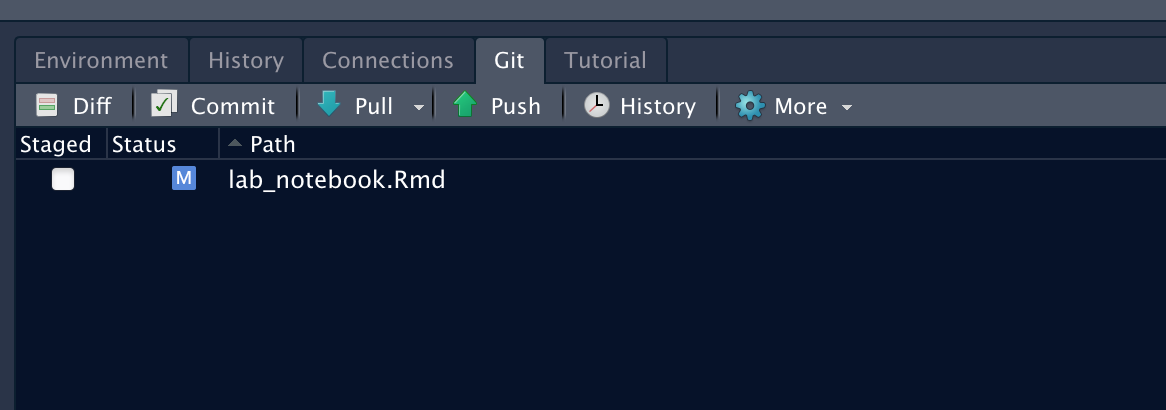 Environment History Connections Git Tutorial
Diff Commit Pull Push History More
Staged Status Path
M lab_notebook.Rmd